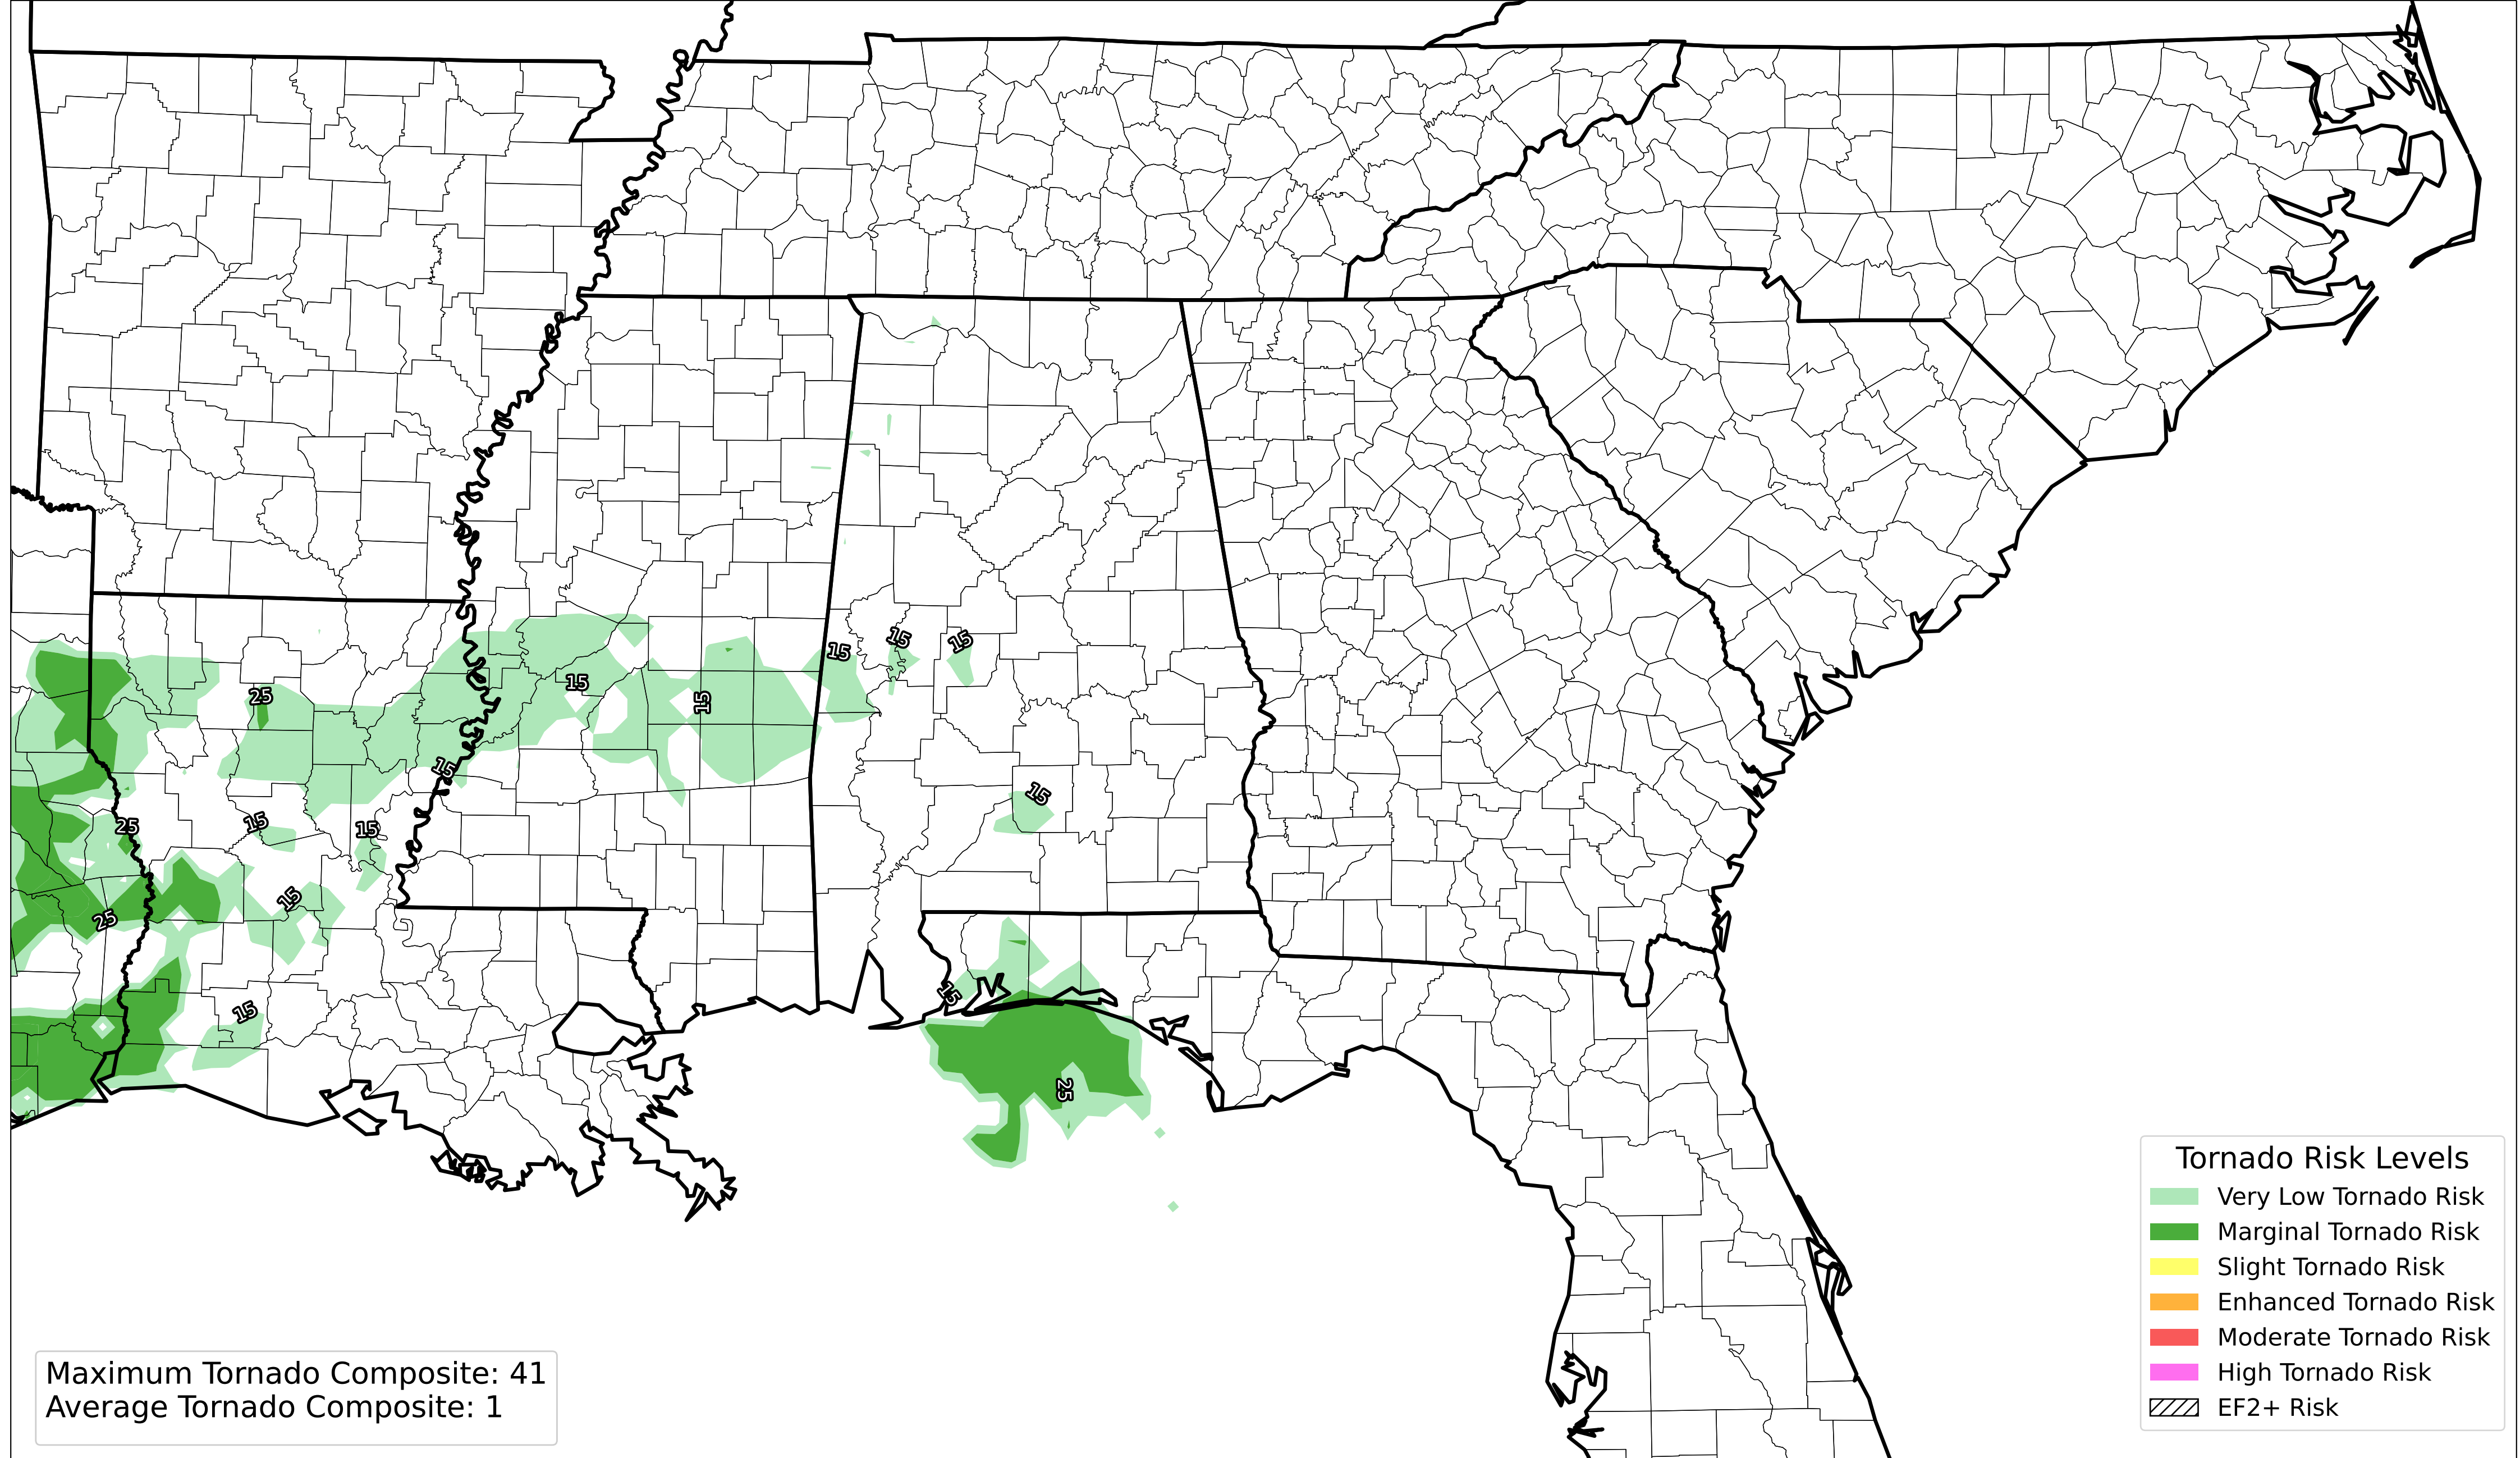 15
15
15
25
15
15
15
15
25
15
15
25
15
25
15
15
25
Tornado Risk Levels
Very Low Tornado Risk
Marginal Tornado Risk
Slight Tornado Risk
Enhanced Tornado Risk
Moderate Tornado Risk
High Tornado Risk
EF2+ Risk
Maximum Tornado Composite: 41
Average Tornado Composite: 1